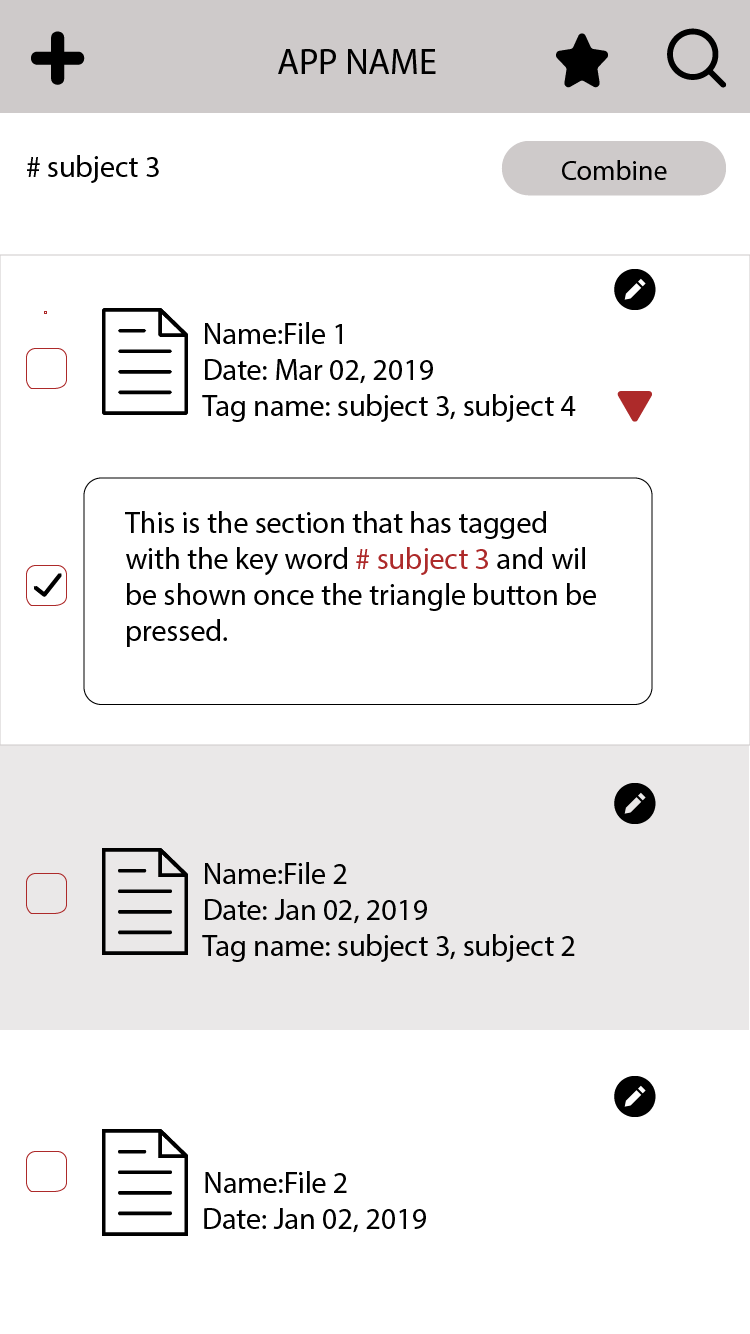 APP NAME
# subject 3
Combine
Name:File 1
Date: Mar 02, 2019
Tag name: subject 3, subject 4
This is the section that has tagged
with the key word # subject 3 and wil
be shown once the triangle button be
pressed.
Name:File 2
Date: Jan 02, 2019
Tag name: subject 3, subject 2
Name:File 2
Date: Jan 02, 2019